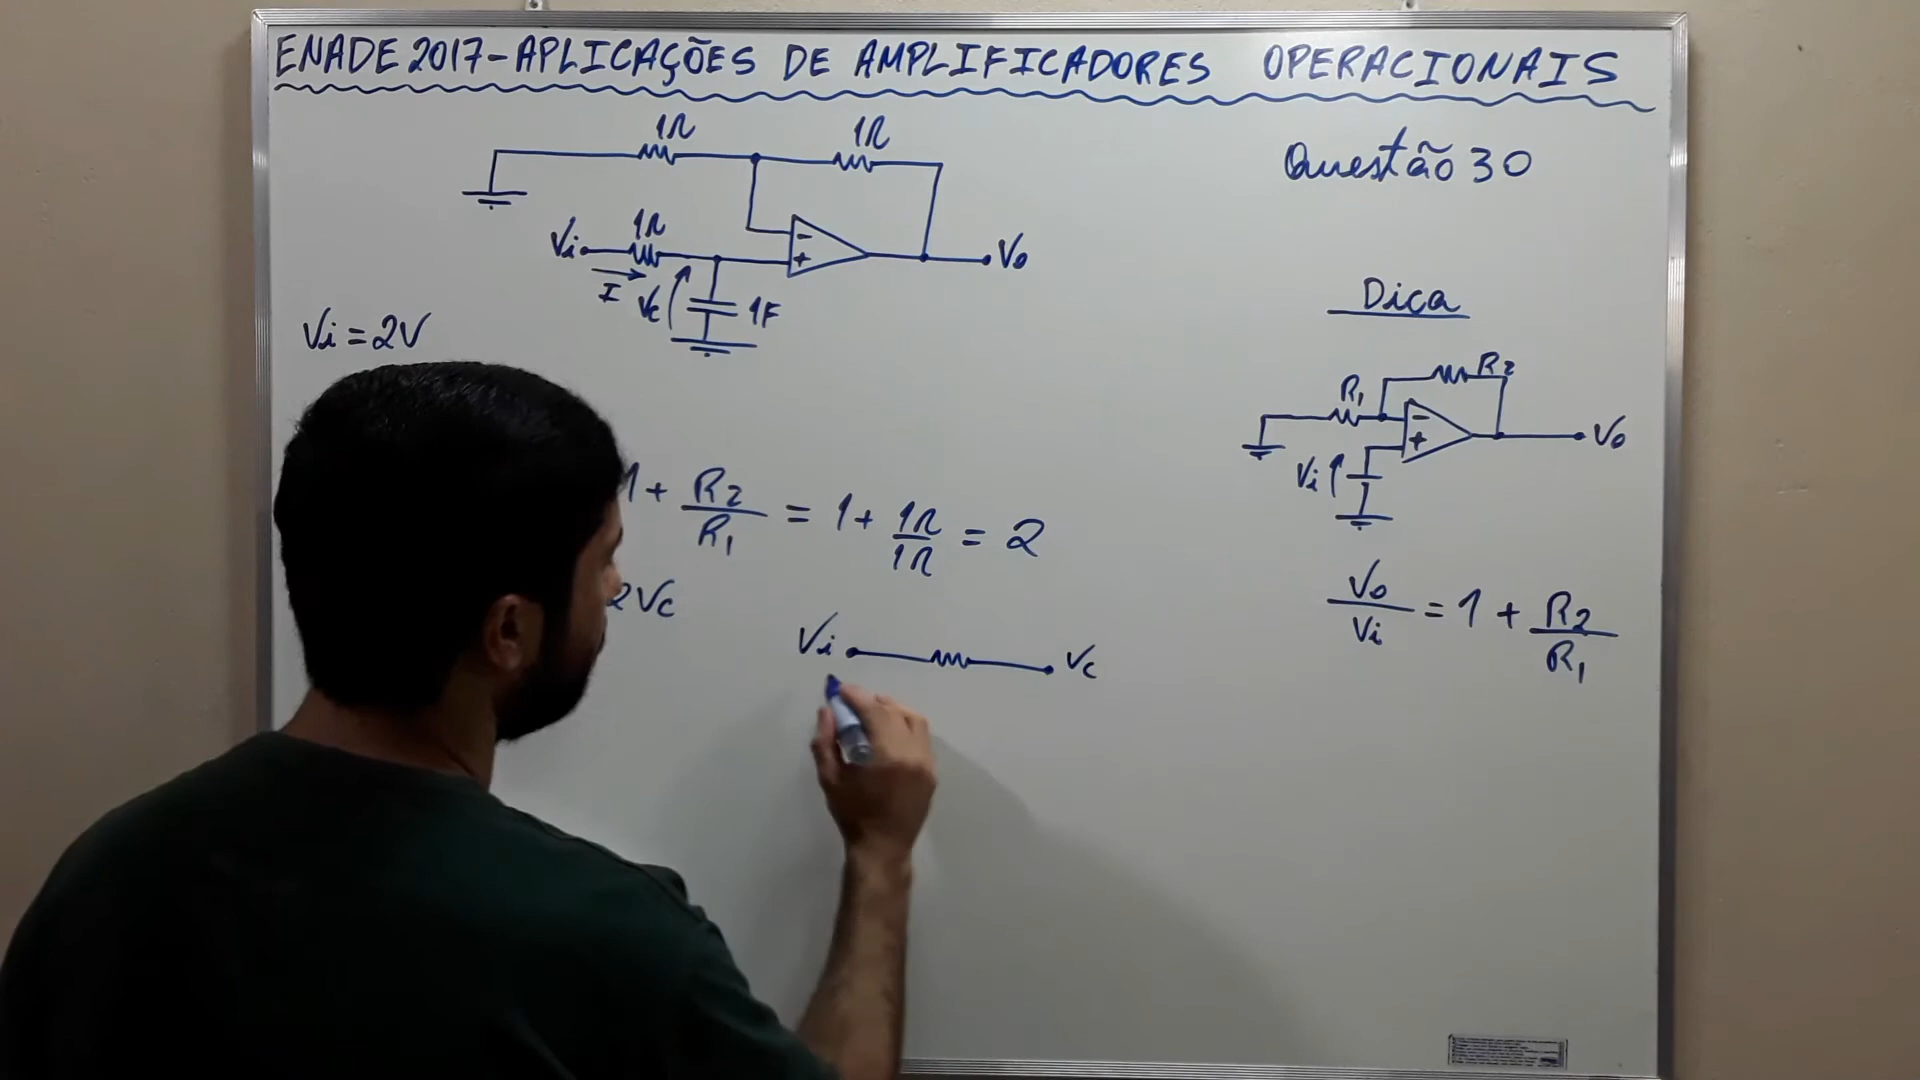 ENADE 2017 - APLICAÇÕES DE AMPLIFICADORES OPERACIONAIS
Questão 30
1Ω 1Ω
Vi 1Ω
I Vc 1F
- +
Vo
Vi = 2V
1 + R2/R1 = 1 + 1Ω/1Ω = 2
2Vc
Vi Vc
Dica
R1 R2
- +
Vi Vo
Vo/Vi = 1 + R2/R1